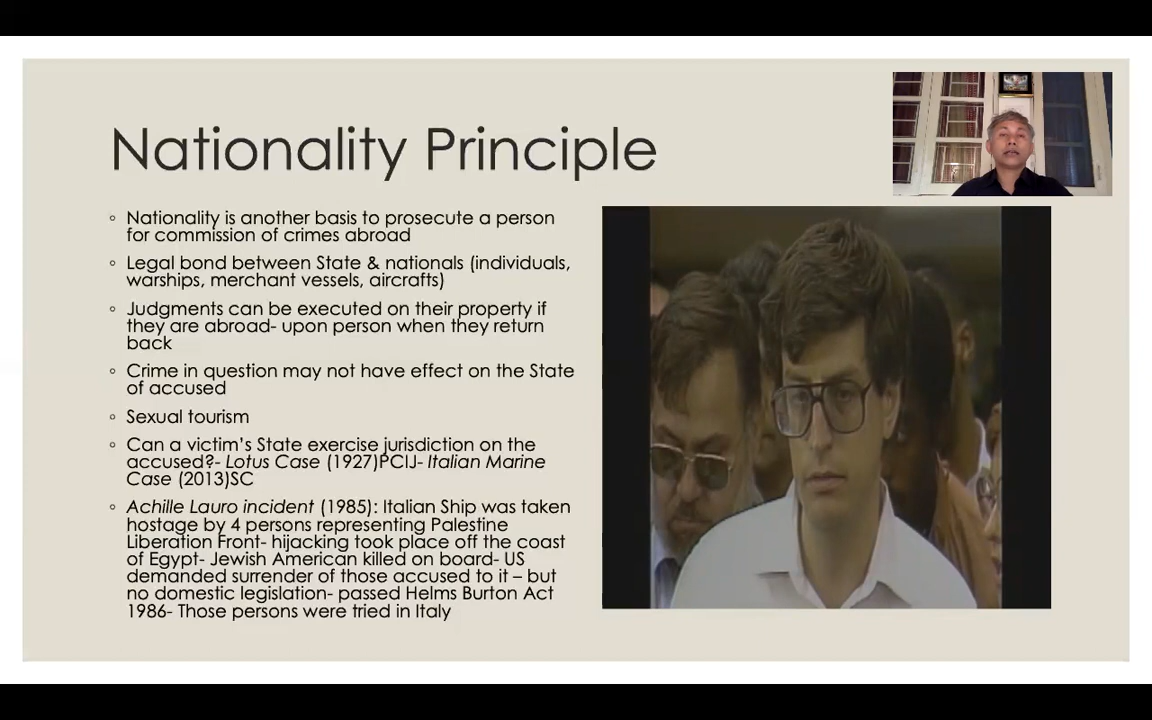 Nationality Principle
◦ Nationality is another basis to prosecute a person
for commission of crimes abroad
◦ Legal bond between State & nationals (individuals,
warships, merchant vessels, aircrafts)
◦ Judgments can be executed on their property if
they are abroad- upon person when they return
back
◦ Crime in question may not have effect on the State
of accused
◦ Sexual tourism
◦ Can a victim's State exercise jurisdiction on the
accused?- Lotus Case (1927)PCIJ- Italian Marine
Case (2013)SC
◦ Achille Lauro incident (1985): Italian Ship was taken
hostage by 4 persons representing Palestine
Liberation Front- hijacking took place off the coast
of Egypt- Jewish American killed on board- US
demanded surrender of those accused to it – but
no domestic legislation- passed Helms Burton Act
1986- Those persons were tried in Italy